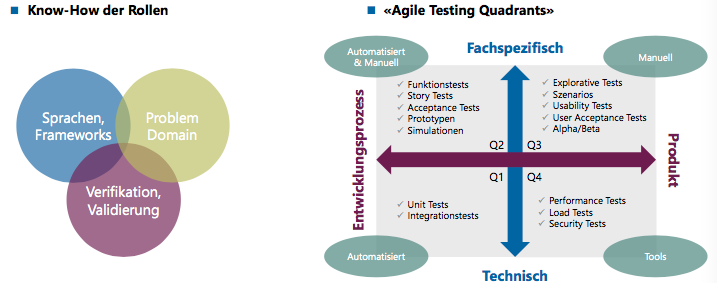 Know-How der Rollen
Sprachen,
Frameworks
Problem
Domain
Verifikation,
Validierung
«Agile Testing Quadrants»
Automatisiert
& Manuell
Fachspezifisch
Manuell
Entwicklungsprozess
Funktionstests
Story Tests
Acceptance Tests
Prototypen
Simulationen
Explorative Tests
Szenarios
Usability Tests
User Acceptance Tests
Alpha/Beta
Q2
Q3
Q1
Q4
Produkt
Unit Tests
Integrationstests
Performance Tests
Load Tests
Security Tests
Automatisiert
Technisch
Tools